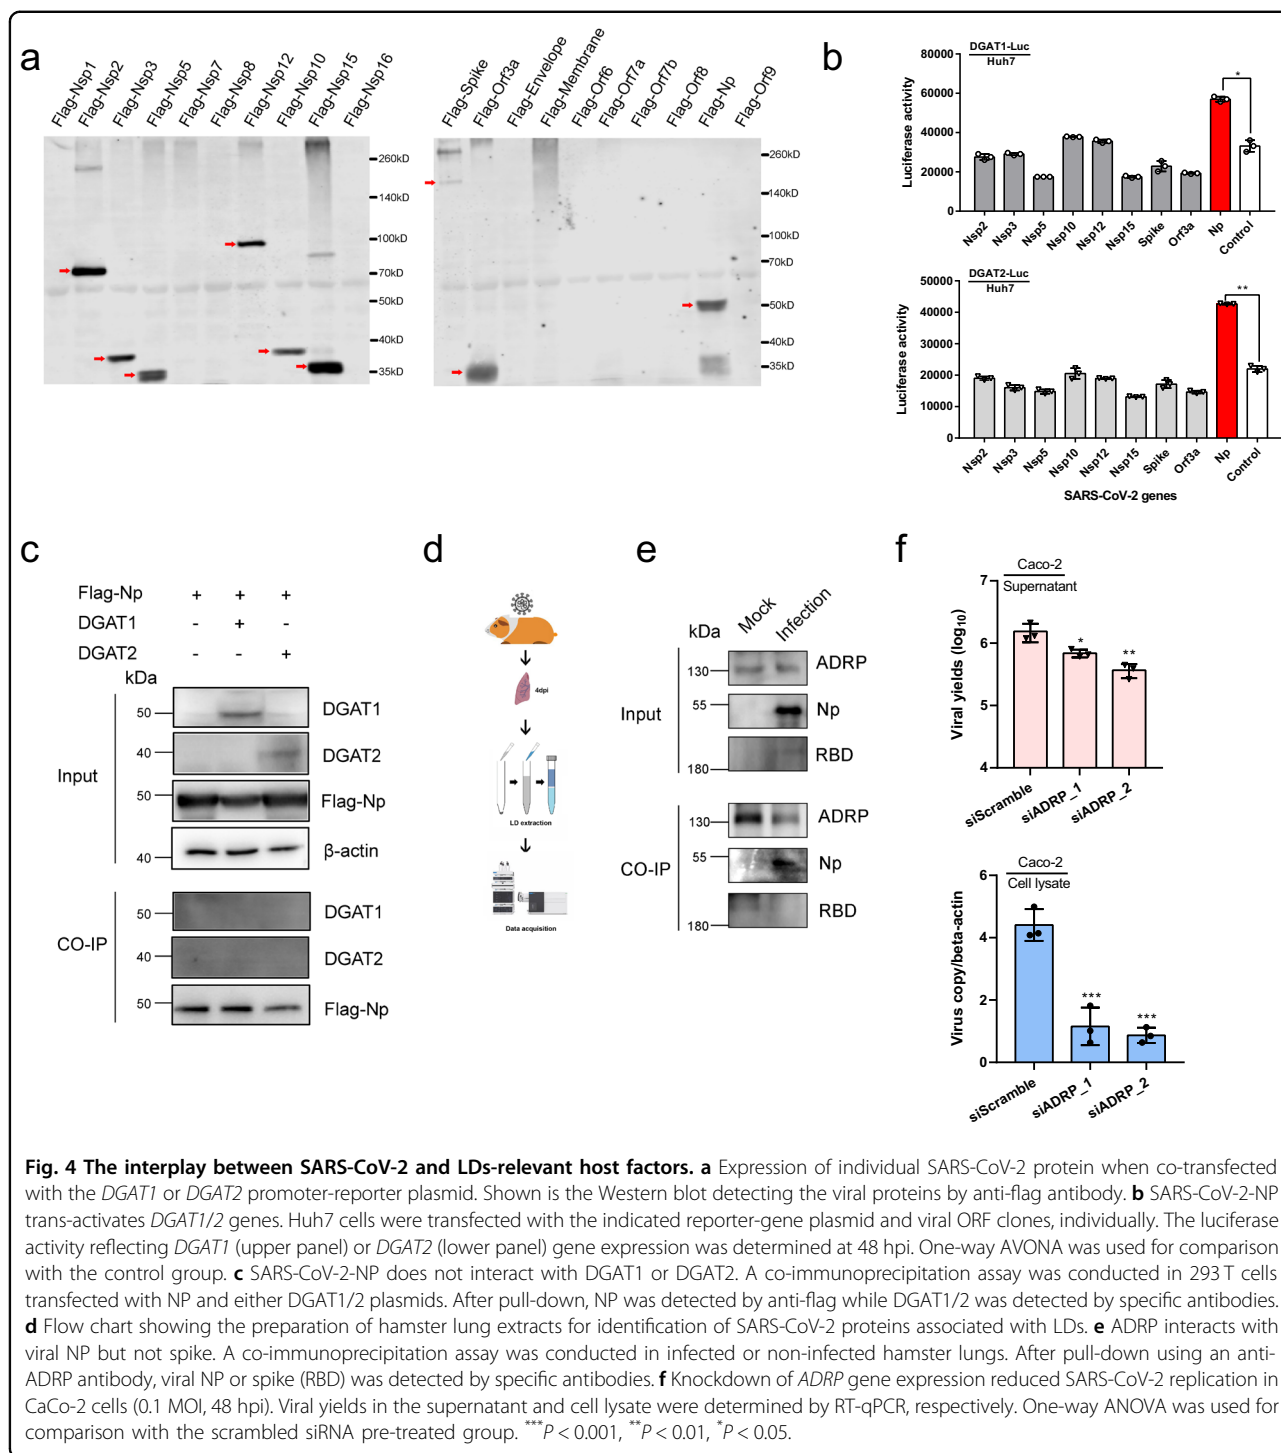 a
Flag-Nsp1
Flag-Nsp2
Flag-Nsp3
Flag-Nsp5
Flag-Nsp7
Flag-Nsp8
Flag-Nsp12
Flag-Nsp10
Flag-Nsp15
Flag-Nsp16
260kD
140kD
100kD
70kD
50kD
40kD
35kD
Flag-Spike
Flag-Orf3a
Flag-Envelope
Flag-Membrane
Flag-Orf6
Flag-Orf7a
Flag-Orf7b
Flag-Orf8
Flag-Np
Flag-Orf9
260kD
140kD
100kD
70kD
50kD
40kD
35kD
b
DGAT1-Luc
Huh7
Luciferase activity
80000
60000
40000
20000
0
*
Nsp2
Nsp3
Nsp5
Nsp10
Nsp12
Nsp15
Spike
Orf3a
Np
Control
DGAT2-Luc
Huh7
Luciferase activity
50000
40000
30000
20000
10000
0
**
Nsp2
Nsp3
Nsp5
Nsp10
Nsp12
Nsp15
Spike
Orf3a
Np
Control
SARS-CoV-2 genes
c
Flag-Np + + +
DGAT1 - + -
DGAT2 - - +
kDa
Input
50 DGAT1
40 DGAT2
50 Flag-Np
40 β-actin
CO-IP
50 DGAT1
40 DGAT2
50 Flag-Np
d
4dpi
LD extraction
Data acquisition
e
kDa
Mock
Infection
Input
130 ADRP
55 Np
180 RBD
CO-IP
130 ADRP
55 Np
180 RBD
f
Caco-2
Supernatant
Viral yields (log10)
7
6
5
4
*
**
siScramble
siADRP_1
siADRP_2
Caco-2
Cell lysate
Virus copy/beta-actin
6
4
2
0
***
***
siScramble
siADRP_1
siADRP_2
Fig. 4 The interplay between SARS-CoV-2 and LDs-relevant host factors. a Expression of individual SARS-CoV-2 protein when co-transfected
with the DGAT1 or DGAT2 promoter-reporter plasmid. Shown is the Western blot detecting the viral proteins by anti-flag antibody. b SARS-CoV-2-NP
trans-activates DGAT1/2 genes. Huh7 cells were transfected with the indicated reporter-gene plasmid and viral ORF clones, individually. The luciferase
activity reflecting DGAT1 (upper panel) or DGAT2 (lower panel) gene expression was determined at 48 hpi. One-way AVONA was used for comparison
with the control group. c SARS-CoV-2-NP does not interact with DGAT1 or DGAT2. A co-immunoprecipitation assay was conducted in 293 T cells
transfected with NP and either DGAT1/2 plasmids. After pull-down, NP was detected by anti-flag while DGAT1/2 was detected by specific antibodies.
d Flow chart showing the preparation of hamster lung extracts for identification of SARS-CoV-2 proteins associated with LDs. e ADRP interacts with
viral NP but not spike. A co-immunoprecipitation assay was conducted in infected or non-infected hamster lungs. After pull-down using an anti-
ADRP antibody, viral NP or spike (RBD) was detected by specific antibodies. f Knockdown of ADRP gene expression reduced SARS-CoV-2 replication in
CaCo-2 cells (0.1 MOI, 48 hpi). Viral yields in the supernatant and cell lysate were determined by RT-qPCR, respectively. One-way ANOVA was used for
comparison with the scrambled siRNA pre-treated group. ***P < 0.001, **P < 0.01, *P < 0.05.